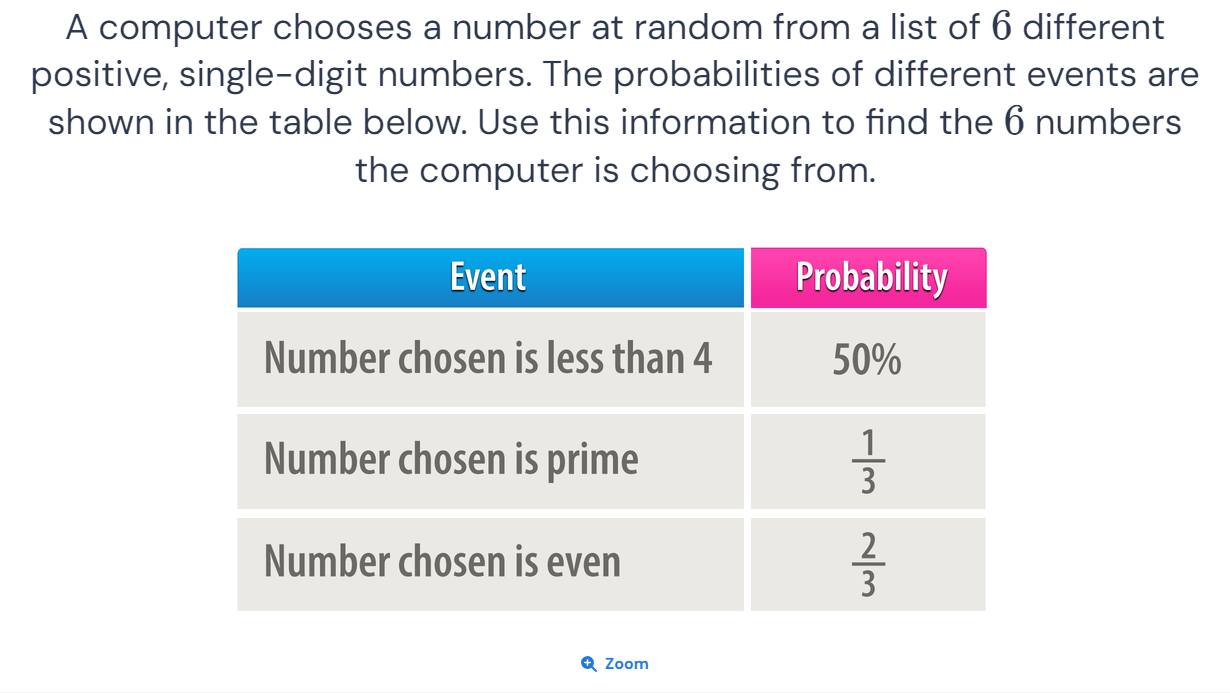 A computer chooses a number at random from a list of 6 different
positive, single-digit numbers. The probabilities of different events are
shown in the table below. Use this information to find the 6 numbers
the computer is choosing from.
Event Probability
Number chosen is less than 4 50%
Number chosen is prime 1/3
Number chosen is even 2/3
Zoom